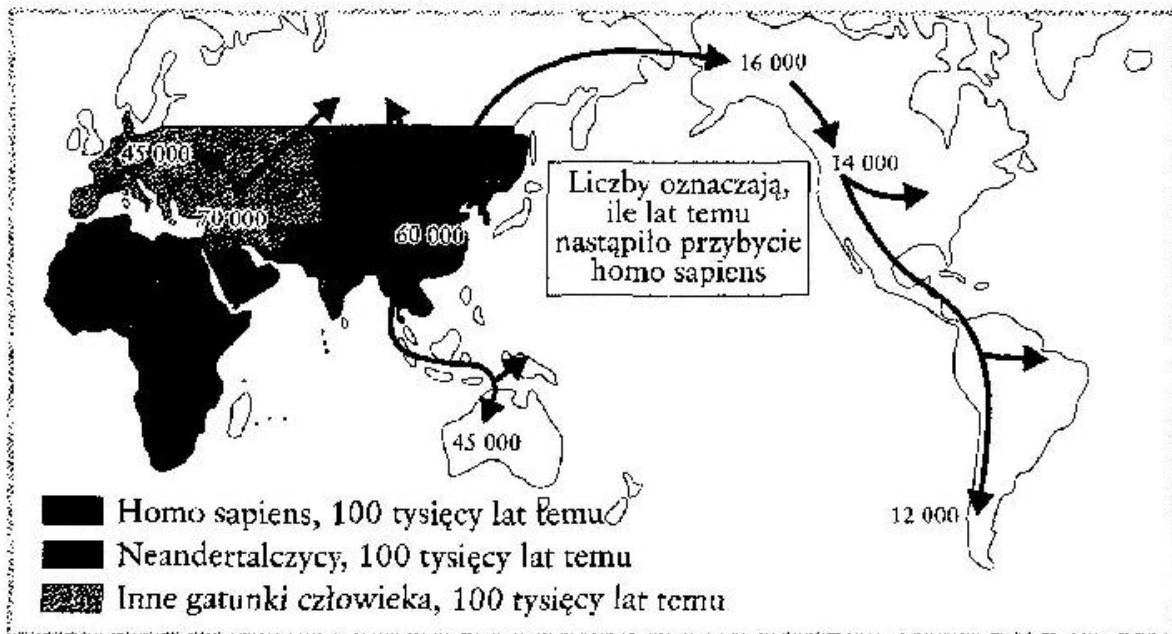 16 000
45 000
14 000
Liczby oznaczają,
ile lat temu
nastąpiło przybycie
homo sapiens
70 000
60 000
45 000
12 000
Homo sapiens, 100 tysięcy lat temu
Neandertalczycy, 100 tysięcy lat temu
Inne gatunki człowieka, 100 tysięcy lat temu